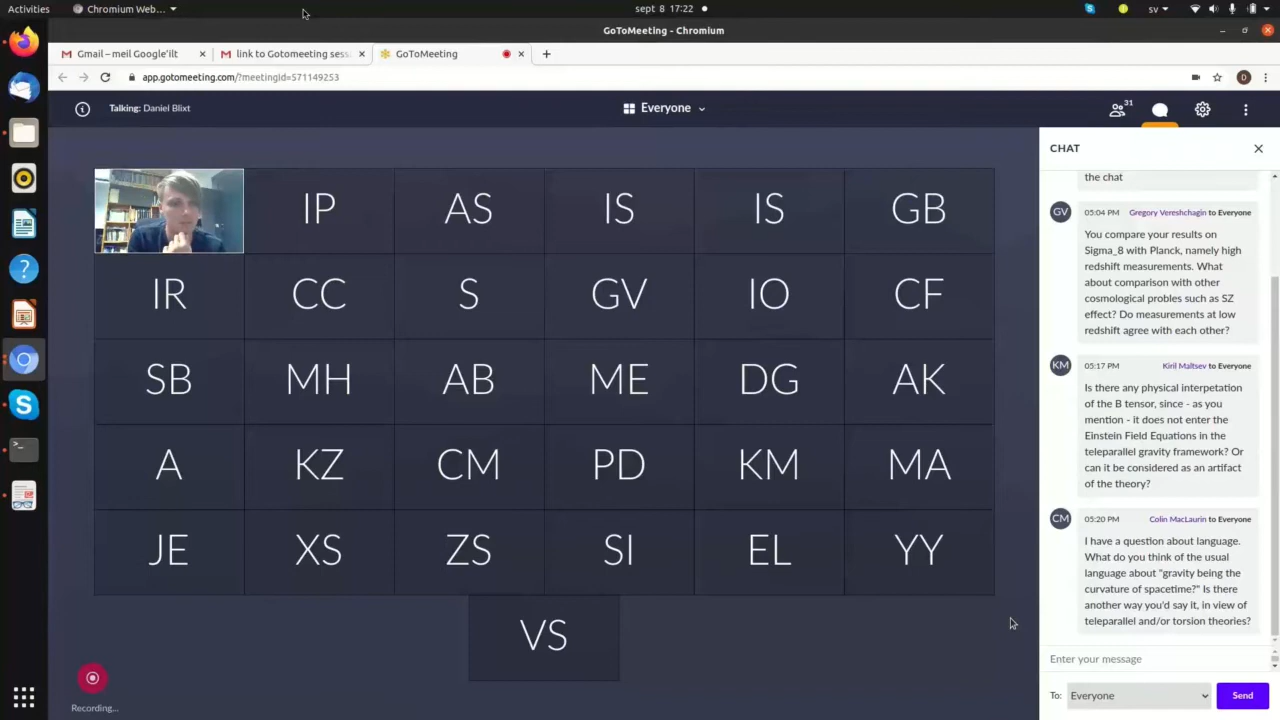 Activities
Chromium Web...
sept 8 17:22
sv
GoToMeeting - Chromium
Gmail – meil Google'ilt
link to Gotomeeting sess
GoToMeeting
app.gotomeeting.com/?meetingId=571149253
D
Talking: Daniel Blixt
Everyone
31
IP AS IS IS GB
IR CC S GV IO CF
SB MH AB ME DG AK
A KZ CM PD KM MA
JE XS ZS SI EL YY
VS
Recording...
CHAT
the chat
GV
05:04 PM Gregory Vereshchagin to Everyone
You compare your results on
Sigma_8 with Planck, namely high
redshift measurements. What
about comparison with other
cosmological probles such as SZ
effect? Do measurements at low
redshift agree with each other?
KM
05:17 PM Kiril Maltsev to Everyone
Is there any physical interpetation
of the B tensor, since - as you
mention - it does not enter the
Einstein Field Equations in the
teleparallel gravity framework? Or
can it be considered as an artifact
of the theory?
CM
05:20 PM Colin MacLaurin to Everyone
I have a question about language.
What do you think of the usual
language about "gravity being the
curvature of spacetime?" Is there
another way you'd say it, in view of
teleparallel and/or torsion theories?
Enter your message
To: Everyone
Send